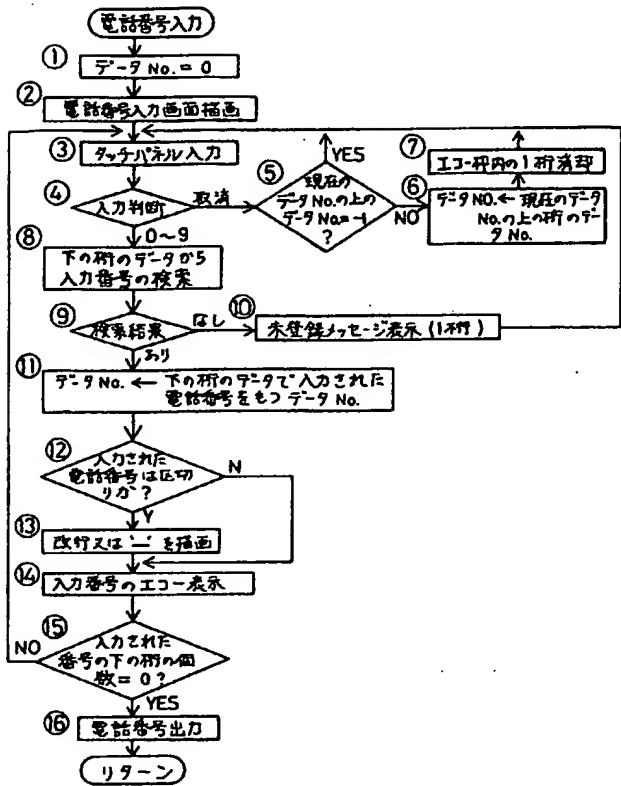 電話番号入力
①
データNo.=0
②
電話番号入力画面描画
③
タッチパネル入力
④
入力判断
取消
⑤
現在の
データNo.の上の
データNo.=-1
?
YES
NO
⑥
データNO.← 現在のデータ
No.の上の桁のデー
タNo.
⑦
エコー枠内の1桁消却
0~9
⑧
下の桁のデータから
入力番号の検索
⑨
検索結果
なし
⑩
未登録メッセージ表示(1行)
あり
⑪
データNo. ← 下の桁のデータで入力された
電話番号をもつデータNo.
⑫
入力された
電話番号は区切
りか?
N
Y
⑬
改行又は'—'を描画
⑭
入力番号のエコー表示
⑮
入力された
番号の下の桁の個
数=0?
NO
YES
⑯
電話番号出力
リターン